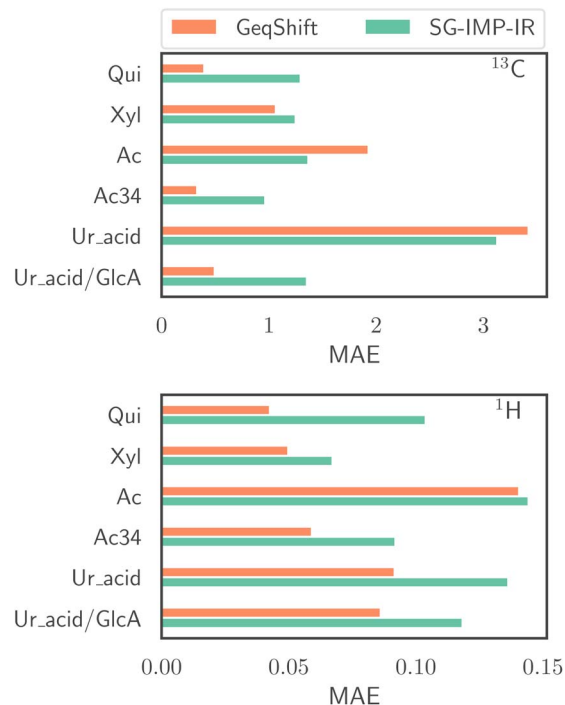 GeqShift SG-IMP-IR
¹³C
Qui
Xyl
Ac
Ac34
Ur_acid
Ur_acid/GlcA
0 1 2 3
MAE
¹H
Qui
Xyl
Ac
Ac34
Ur_acid
Ur_acid/GlcA
0.00 0.05 0.10 0.15
MAE